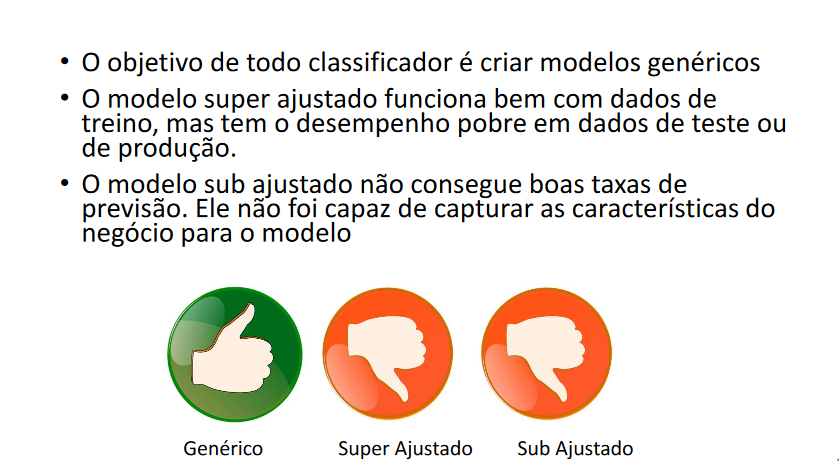 • O objetivo de todo classificador é criar modelos genéricos
• O modelo super ajustado funciona bem com dados de
treino, mas tem o desempenho pobre em dados de teste ou
de produção.
• O modelo sub ajustado não consegue boas taxas de
previsão. Ele não foi capaz de capturar as características do
negócio para o modelo
Genérico Super Ajustado Sub Ajustado